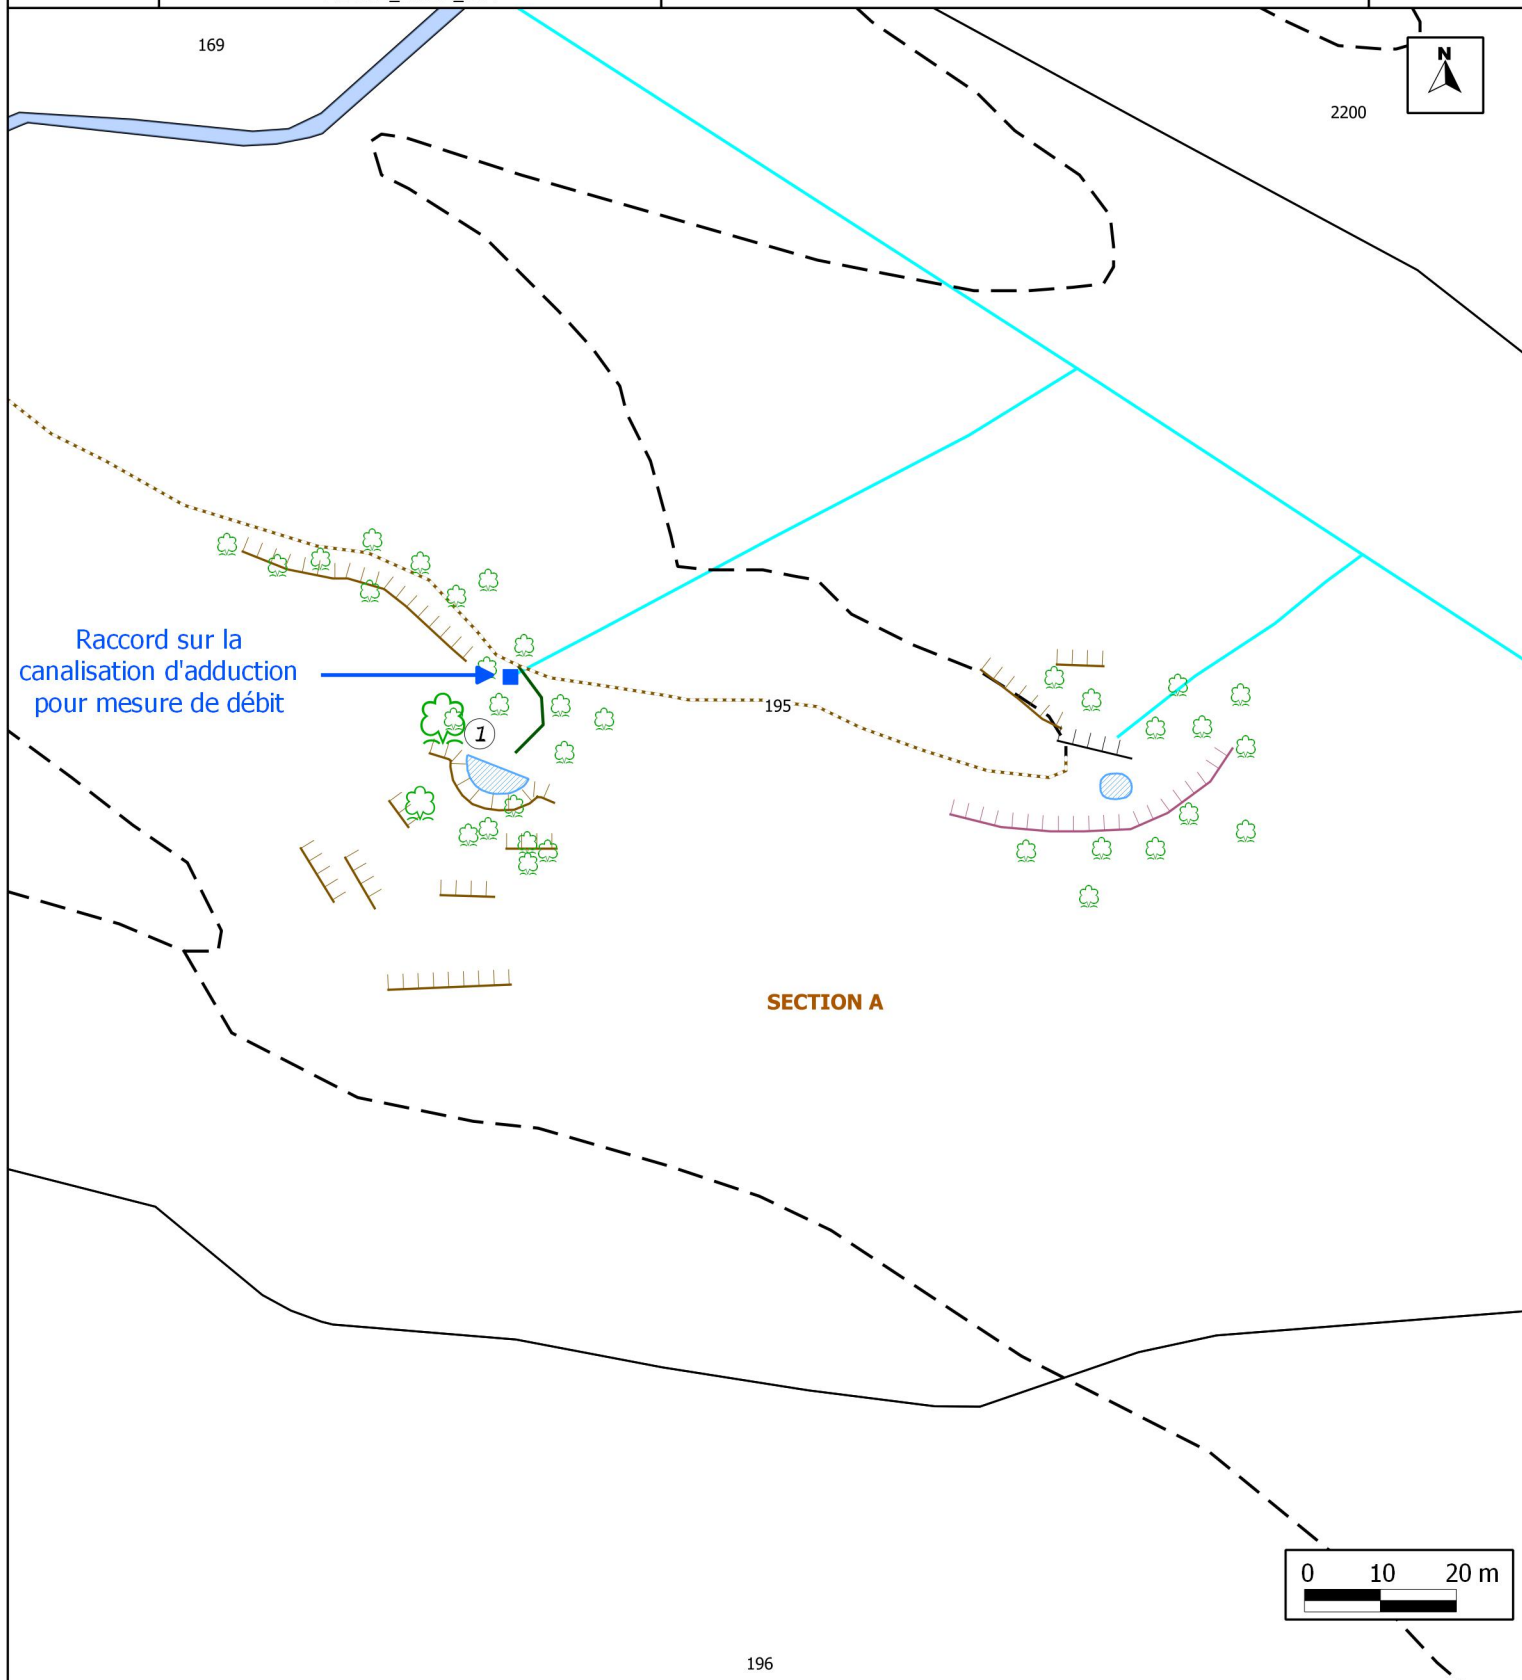 169
N
2200
Raccord sur la
canalisation d'adduction
pour mesure de débit
195
1
SECTION A
0 10 20 m
196